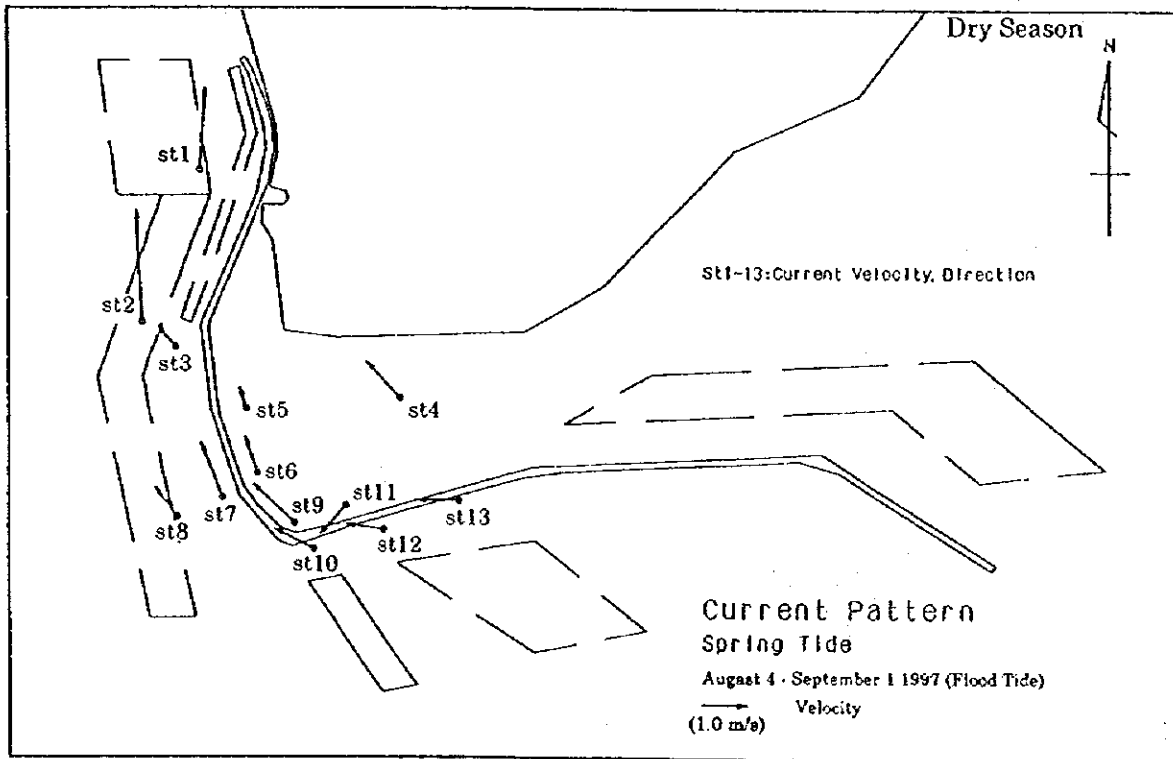 Dry Season
N
st1
St1-13:Current Velocity, Direction
st2
st3
st5
st4
st6
st11
st7
st9
st13
st8
st12
st10
Current Pattern
Spring Tide
Augast 4 - September 1 1997 (Flood Tide)
Velocity
(1.0 m/s)